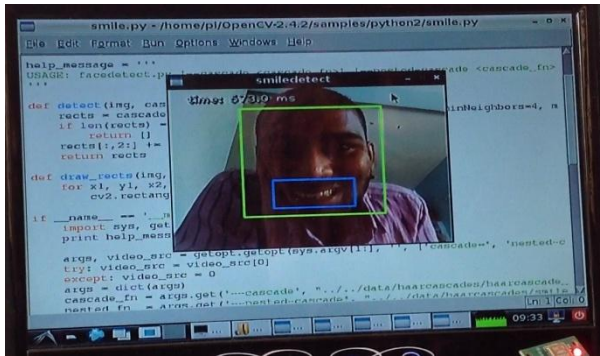 smile.py - /home/pi/OpenCV-2.4.2/samples/python2/smile.py
File Edit Format Run Options Windows Help
help_message = '''
USAGE: facedetect.py <cascade_fn>
'''
smiledetect
time: 573.0 ms
def detect(img, cas
rects = cascade minNeighbors=4, m
if len(rects) =
return []
rects[:,2:] +=
return rects
def draw_rects(img,
for x1, y1, x2,
cv2.rectang
if __name__ ==
import sys, get
print help_mess
args, video_src = getopt.getopt(sys.argv[1:], '', ['cascade=', 'nested-c
try: video_src = video_src[0]
except: video_src = 0
args = dict(args)
cascade_fn = args.get('--cascade', "../../data/haarcascades/haarcascade_
nested_fn = args.get('--nested-cascade', "../../data/haarcascades/
Ln: 1 Col: 0
09:33